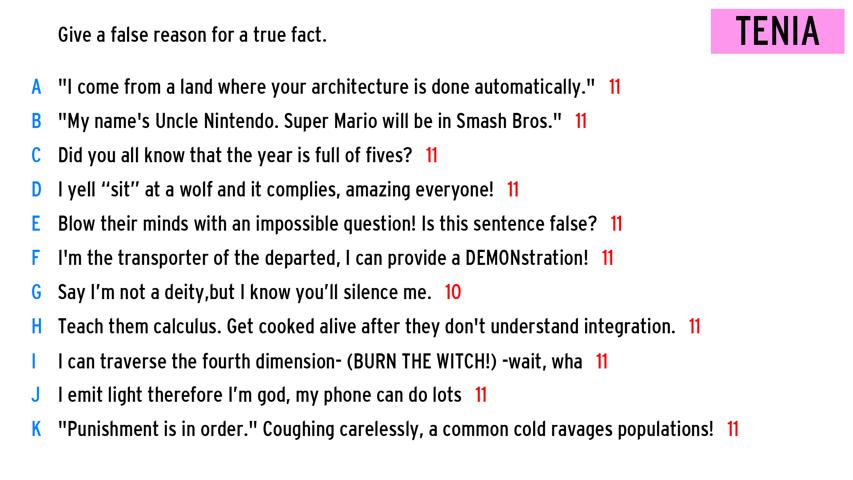 Give a false reason for a true fact.
TENIA
A "I come from a land where your architecture is done automatically." 11
B "My name's Uncle Nintendo. Super Mario will be in Smash Bros." 11
C Did you all know that the year is full of fives? 11
D I yell “sit” at a wolf and it complies, amazing everyone! 11
E Blow their minds with an impossible question! Is this sentence false? 11
F I'm the transporter of the departed, I can provide a DEMONstration! 11
G Say I’m not a deity,but I know you’ll silence me. 10
H Teach them calculus. Get cooked alive after they don't understand integration. 11
I I can traverse the fourth dimension- (BURN THE WITCH!) -wait, wha 11
J I emit light therefore I’m god, my phone can do lots 11
K "Punishment is in order." Coughing carelessly, a common cold ravages populations! 11